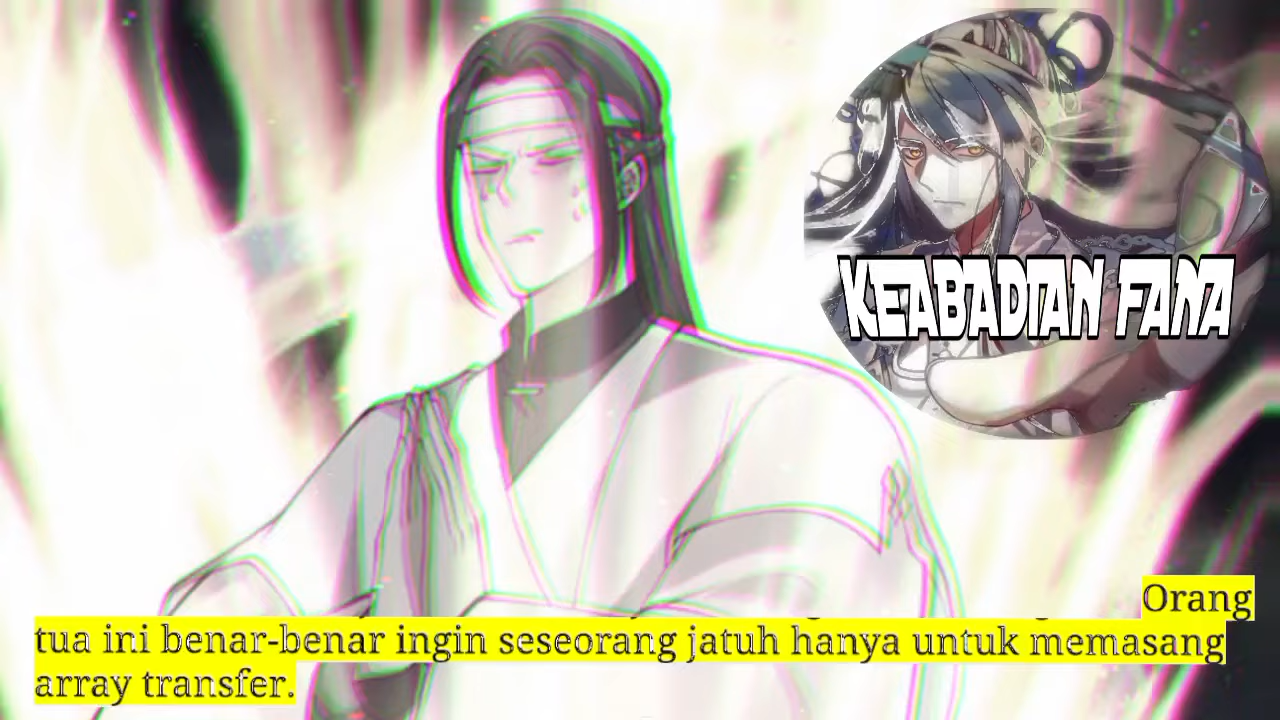 KEABADIAN FANA
Orang
tua ini benar-benar ingin seseorang jatuh hanya untuk memasang
array transfer.